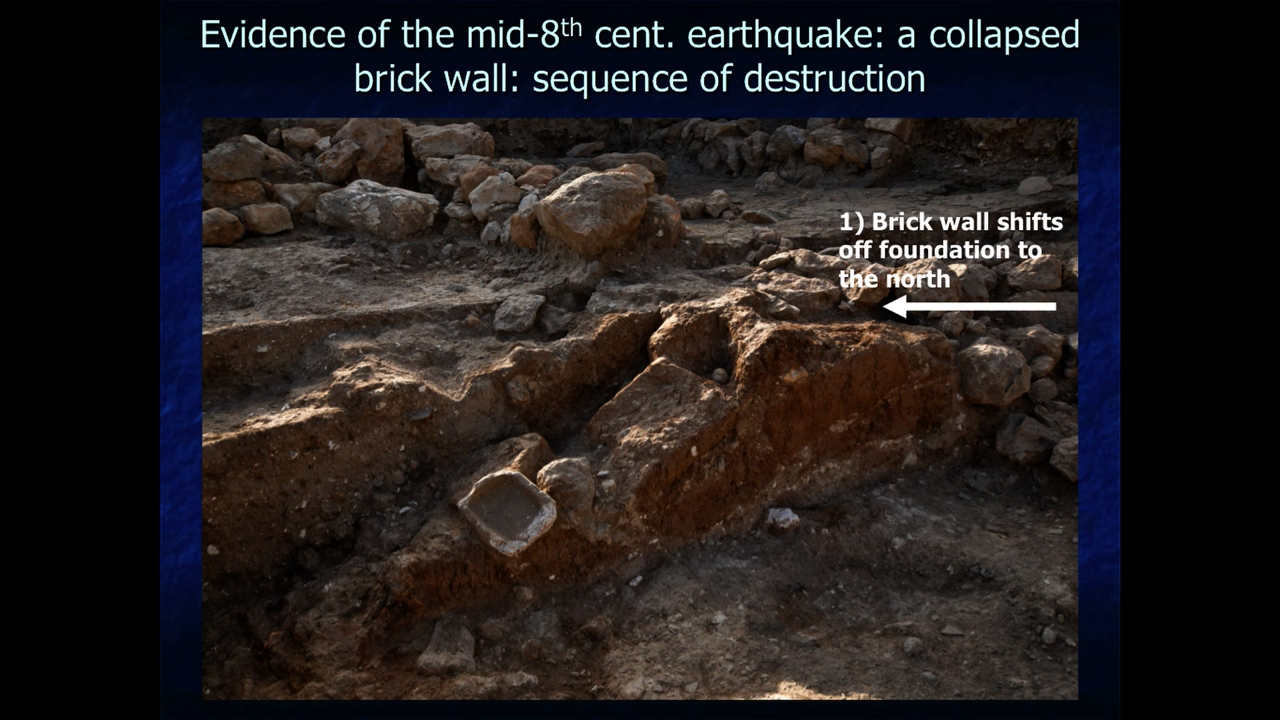 Evidence of the mid-8th cent. earthquake: a collapsed
brick wall: sequence of destruction
1) Brick wall shifts
off foundation to
the north